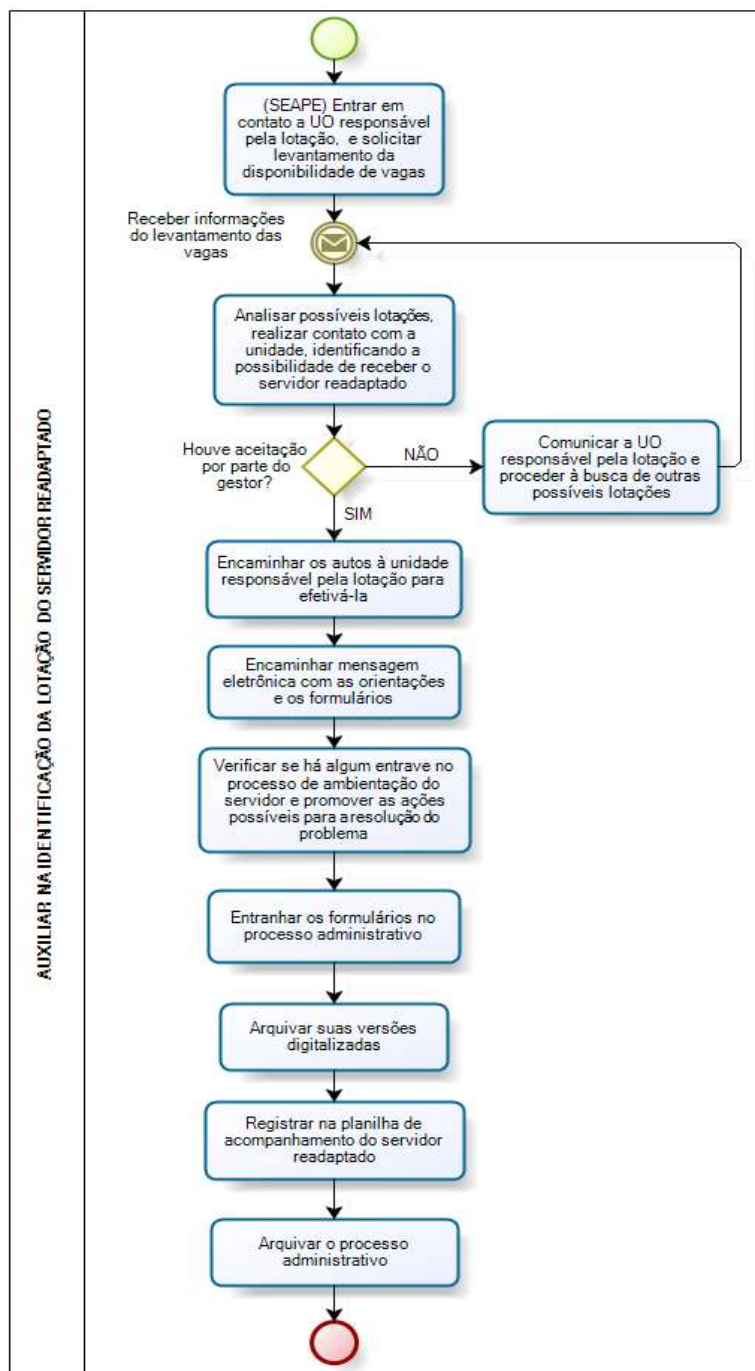 AUXILIAR NA IDENTIFICAÇÃO DA LOTAÇÃO DO SERVIDOR READAPTADO
(SEAPE) Entrar em
contato a UO responsável
pela lotação, e solicitar
levantamento da
disponibilidade de vagas
Receber informações
do levantamento das
vagas
Analisar possíveis lotações,
realizar contato com a
unidade, identificando a
possibilidade de receber o
servidor readaptado
Houve aceitação
por parte do
gestor?
NÃO
Comunicar a UO
responsável pela lotação e
proceder à busca de outras
possíveis lotações
SIM
Encaminhar os autos à unidade
responsável pela lotação para
efetivá-la
Encaminhar mensagem
eletrônica com as orientações
e os formulários
Verificar se há algum entrave no
processo de ambientação do
servidor e promover as ações
possíveis para a resolução do
problema
Entranhar os formulários no
processo administrativo
Arquivar suas versões
digitalizadas
Registrar na planilha de
acompanhamento do servidor
readaptado
Arquivar o processo
administrativo